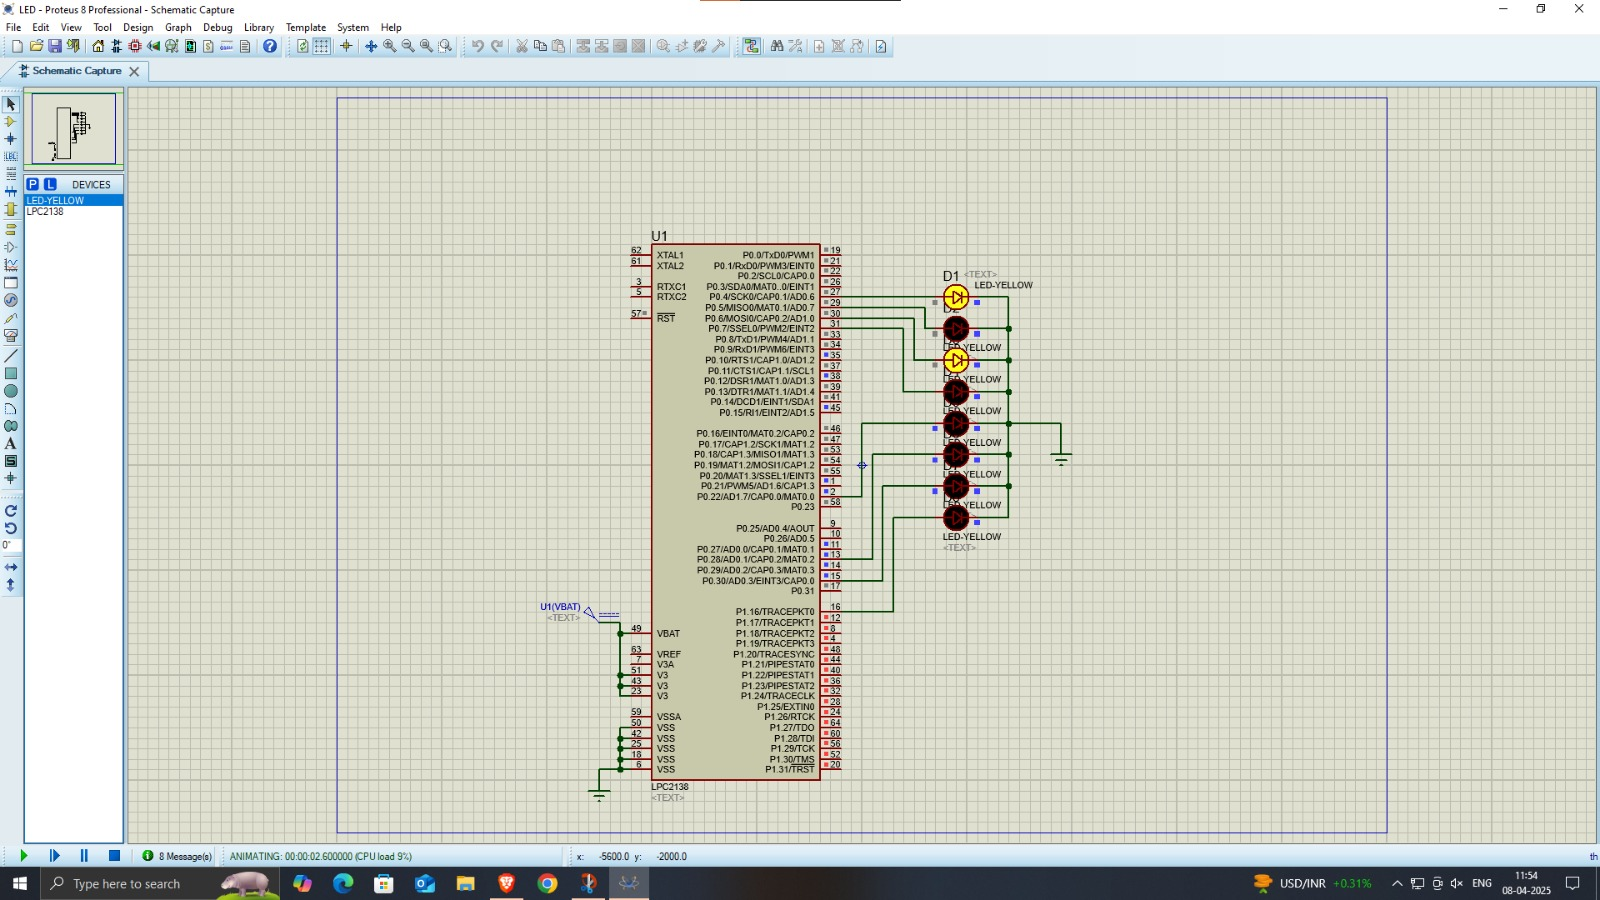 LED - Proteus 8 Professional - Schematic Capture
File Edit View Tool Design Graph Debug Library Template System Help
Schematic Capture
P L DEVICES
LED-YELLOW
LPC2138
LBL
A
S
0°
U1
62 XTAL1 P0.0/TxD0/PWM1 19
61 XTAL2 P0.1/RxD0/PWM3/EINT0 21
P0.2/SCL0/CAP0.0 22
3 RTXC1 P0.3/SDA0/MAT0..0/EINT1 26
5 RTXC2 P0.4/SCK0/CAP0.1/AD0.6 27
P0.5/MISO0/MAT0.1/AD0.7 29
57 RST P0.6/MOSI0/CAP0.2/AD1.0 30
P0.7/SSEL0/PWM2/EINT2 31
P0.8/TxD1/PWM4/AD1.1 33
P0.9/RxD1/PWM6/EINT3 34
P0.10/RTS1/CAP1.0/AD1.2 35
P0.11/CTS1/CAP1.1/SCL1 37
P0.12/DSR1/MAT1.0/AD1.3 38
P0.13/DTR1/MAT1.1/AD1.4 39
P0.14/DCD1/EINT1/SDA1 41
P0.15/RI1/EINT2/AD1.5 45
P0.16/EINT0/MAT0.2/CAP0.2 46
P0.17/CAP1.2/SCK1/MAT1.2 47
P0.18/CAP1.3/MISO1/MAT1.3 53
P0.19/MAT1.2/MOSI1/CAP1.2 54
P0.20/MAT1.3/SSEL1/EINT3 55
P0.21/PWM5/AD1.6/CAP1.3 1
P0.22/AD1.7/CAP0.0/MAT0.0 2
P0.23 58
P0.25/AD0.4/AOUT 9
P0.26/AD0.5 10
P0.27/AD0.0/CAP0.1/MAT0.1 11
P0.28/AD0.1/CAP0.2/MAT0.2 13
P0.29/AD0.2/CAP0.3/MAT0.3 14
P0.30/AD0.3/EINT3/CAP0.0 15
P0.31 17
P1.16/TRACEPKT0 16
P1.17/TRACEPKT1 12
49 VBAT P1.18/TRACEPKT2 8
P1.19/TRACEPKT3 4
63 VREF P1.20/TRACESYNC 48
7 V3A P1.21/PIPESTAT0 44
51 V3 P1.22/PIPESTAT1 40
43 V3 P1.23/PIPESTAT2 36
23 V3 P1.24/TRACECLK 32
P1.25/EXTIN0 28
59 VSSA P1.26/RTCK 24
50 VSS P1.27/TDO 64
42 VSS P1.28/TDI 60
25 VSS P1.29/TCK 56
18 VSS P1.30/TMS 52
6 VSS P1.31/TRST 20
LPC2138
<TEXT>
U1(VBAT)
<TEXT>
D1 <TEXT>
LED-YELLOW
LED-YELLOW
LED-YELLOW
LED-YELLOW
LED-YELLOW
LED-YELLOW
LED-YELLOW
LED-YELLOW
<TEXT>
8 Message(s) ANIMATING: 00:00:02.600000 (CPU load 9%) x: -5600.0 y: -2000.0 th
Type here to search
USD/INR +0.31% ENG 11:54
08-04-2025